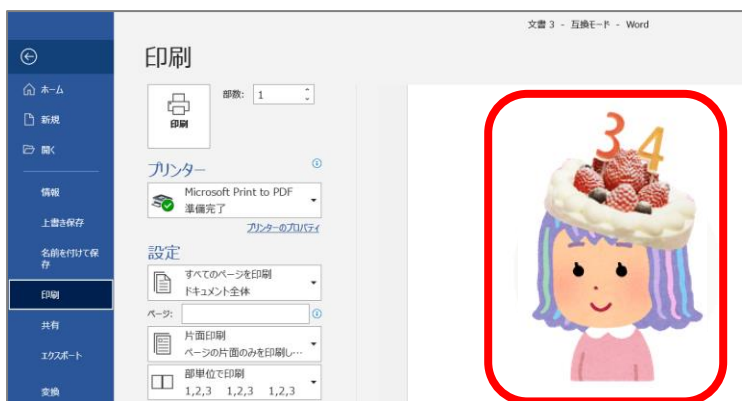 文書 3 - 互換モード - Word
印刷
ホーム
新規
開く
情報
上書き保存
名前を付けて保
存
印刷
共有
エクスポート
変換
印刷
部数: 1
プリンター
Microsoft Print to PDF
準備完了
プリンターのプロパティ
設定
すべてのページを印刷
ドキュメント全体
ページ:
片面印刷
ページの片面のみを印刷し…
部単位で印刷
1,2,3 1,2,3 1,2,3
34